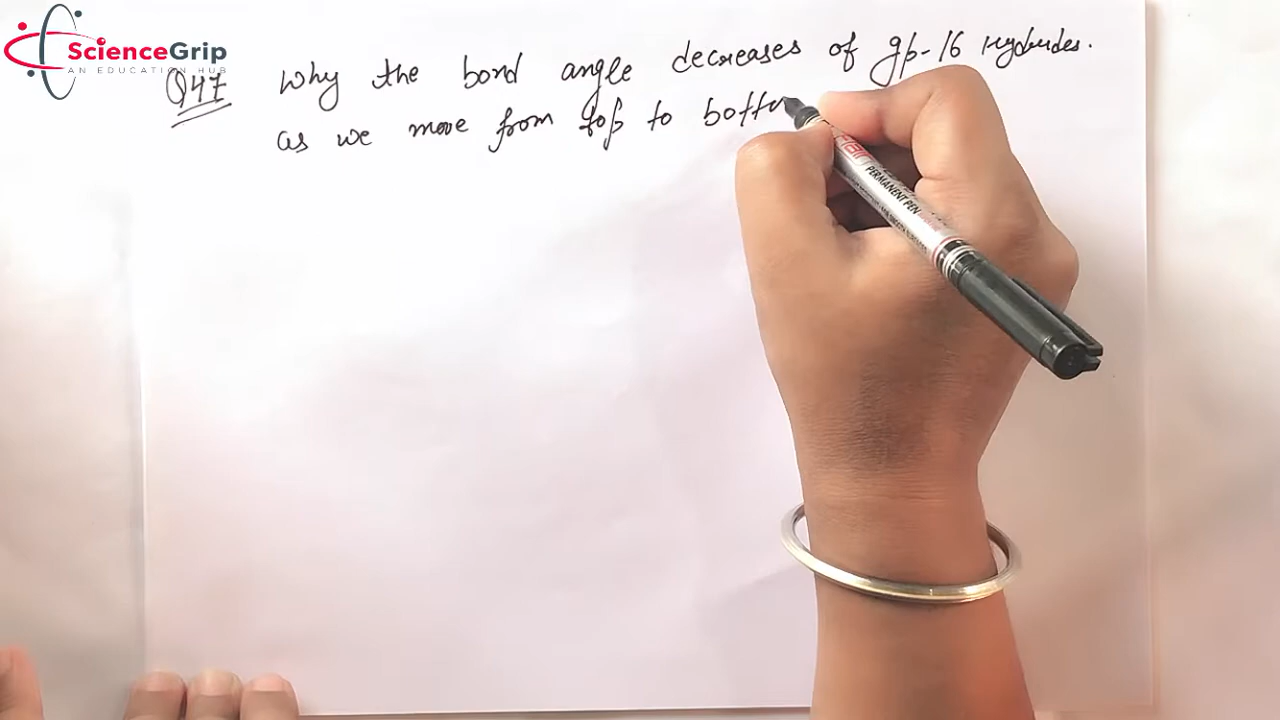 ScienceGrip
AN EDUCATION HUB
Q47 Why the bond angle decreases of gp-16 Hydrides.
as we move from top to botto
PERMANENT PEN